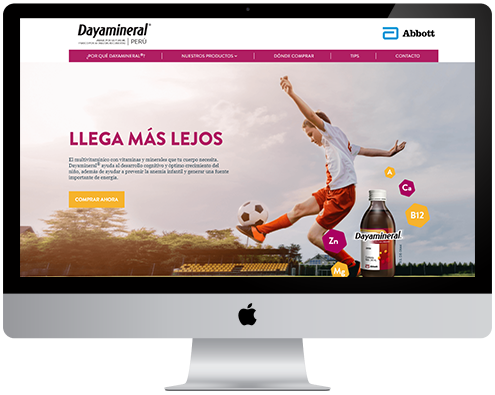 Dayamineral®
PERÚ
Abbott
¿POR QUÉ DAYAMINERAL®?
NUESTROS PRODUCTOS
DÓNDE COMPRAR
TIPS
CONTACTO
LLEGA MÁS LEJOS
El multivitamínico con vitaminas y minerales que tu cuerpo necesita.
Dayamineral® ayuda al desarrollo cognitivo y óptimo crecimiento del
niño, además de ayudar a prevenir la anemia infantil y generar una fuente
importante de energía.
COMPRAR AHORA
A
Ca
B12
Zn
Dayamineral
Mg
Abbott